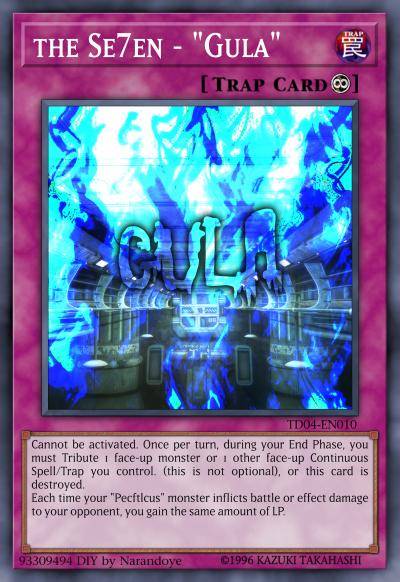 THE SE7EN - "GULA"
TRAP
罠
[TRAP CARD]
GULA
TD04-EN010
Cannot be activated. Once per turn, during your End Phase, you
must Tribute 1 face-up monster or 1 other face-up Continuous
Spell/Trap you control. (this is not optional), or this card is
destroyed.
Each time your "Pecftlcus" monster inflicts battle or effect damage
to your opponent, you gain the same amount of LP.
93309494 DIY by Narandoye
©1996 KAZUKI TAKAHASHI